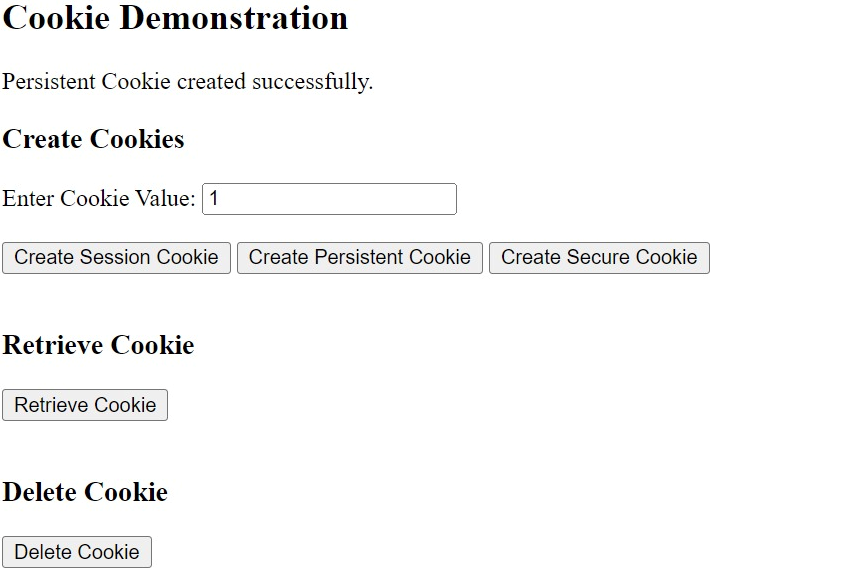 Cookie Demonstration
Persistent Cookie created successfully.
Create Cookies
Enter Cookie Value: 1
Create Session Cookie Create Persistent Cookie Create Secure Cookie
Retrieve Cookie
Retrieve Cookie
Delete Cookie
Delete Cookie